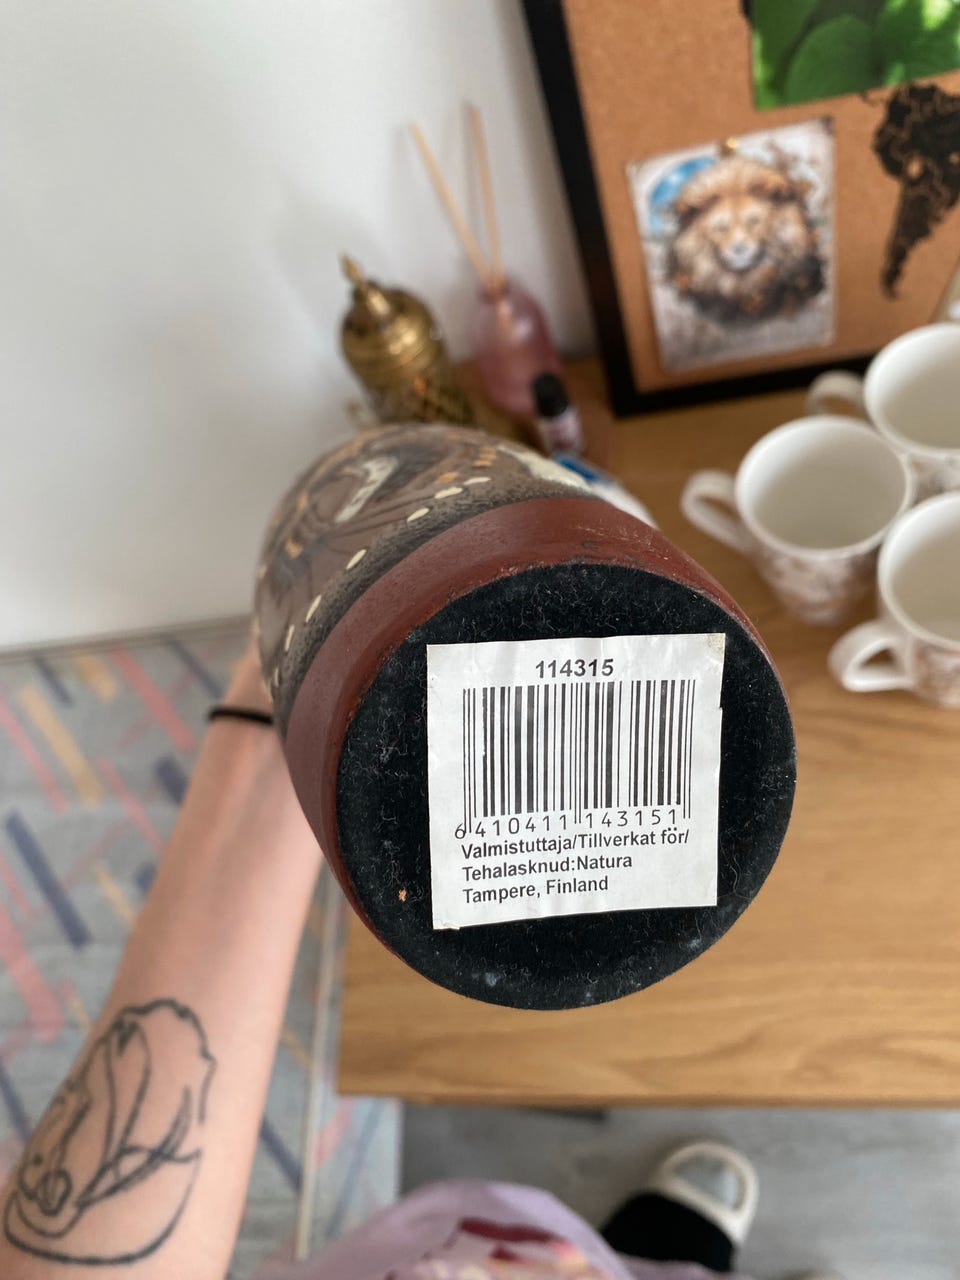 114315
6 410411 143151
Valmistuttaja/Tillverkat för/
Tehalasknud:Natura
Tampere, Finland